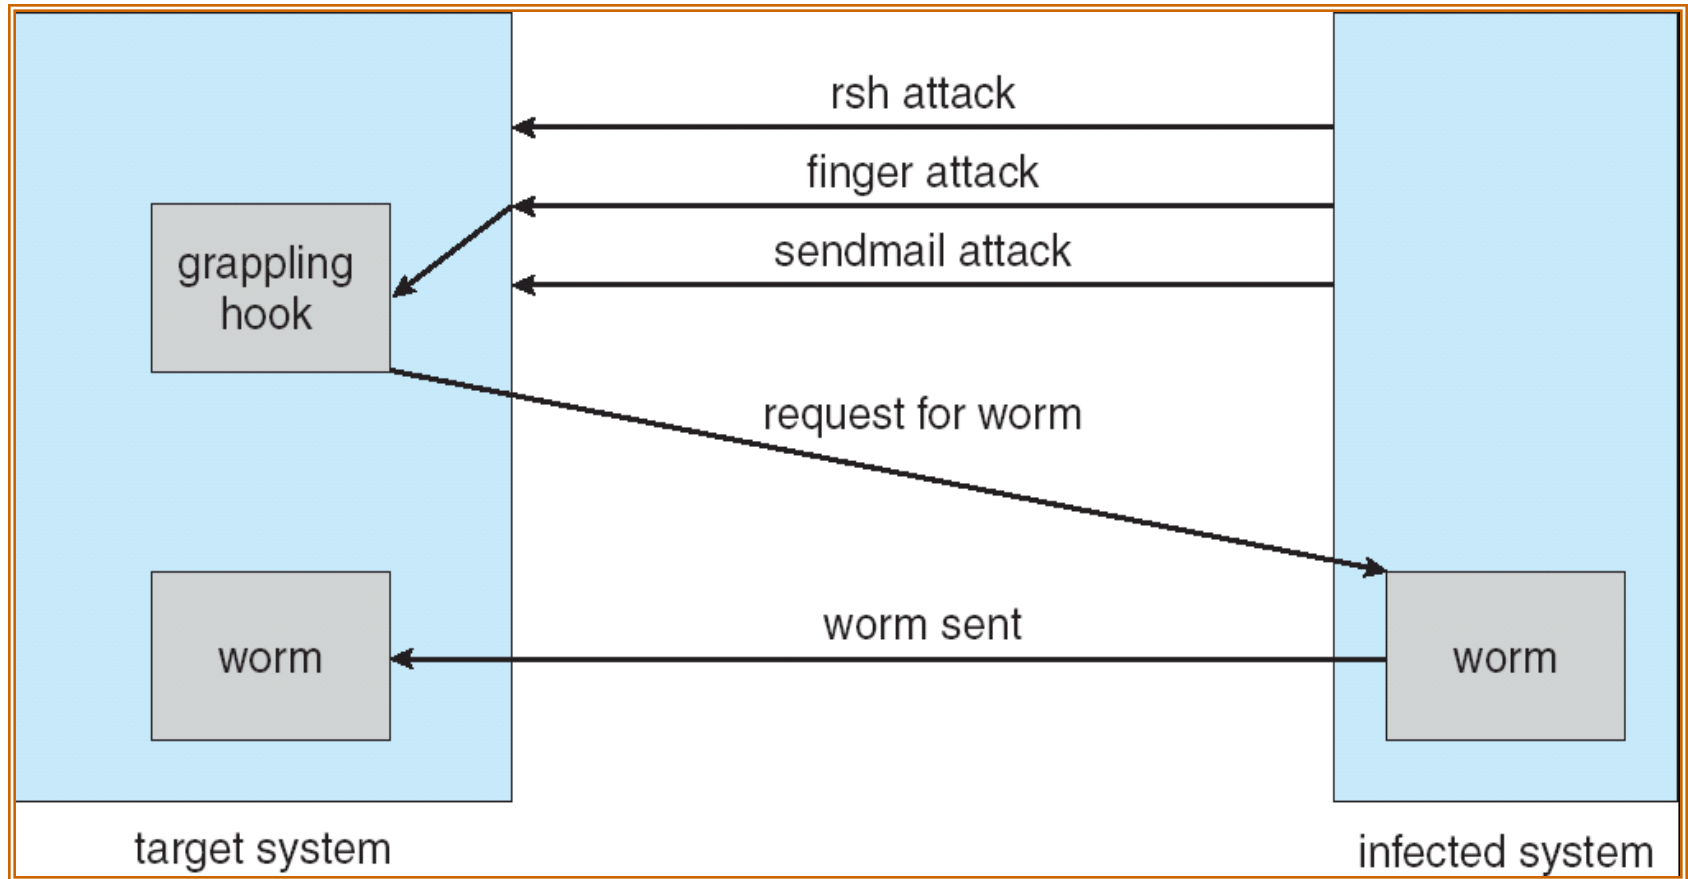 rsh attack
finger attack
sendmail attack
grappling
hook
request for worm
worm sent
worm
worm
target system
infected system